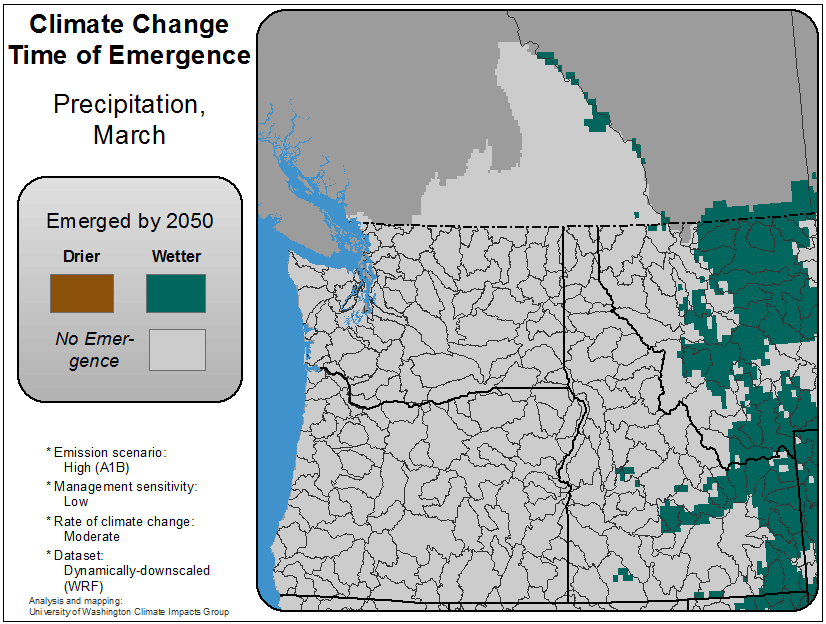 Climate Change
Time of Emergence
Precipitation,
March
Emerged by 2050
Drier
Wetter
No Emer-
gence
* Emission scenario:
High (A1B)
* Management sensitivity:
Low
* Rate of climate change:
Moderate
* Dataset:
Dynamically-downscaled
(WRF)
Analysis and mapping:
University of Washington Climate Impacts Group